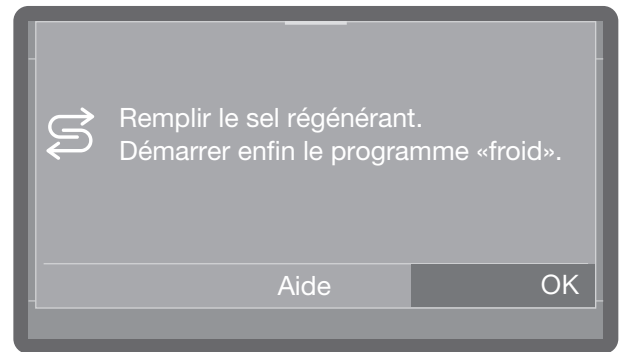 Remplir le sel régénérant.
Démarrer enfin le programme «froid».
Aide
OK